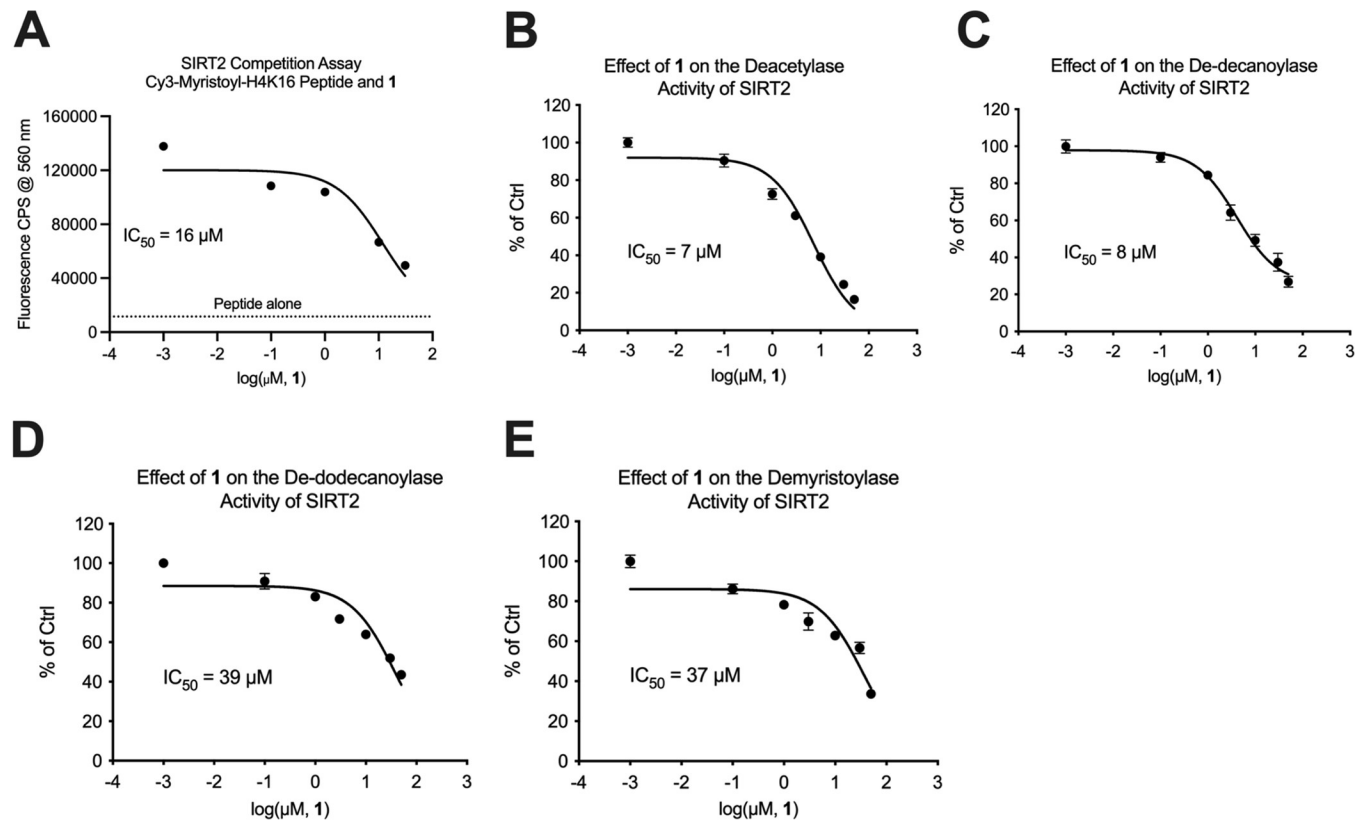 A
SIRT2 Competition Assay
Cy3-Myristoyl-H4K16 Peptide and 1
Fluorescence CPS @ 560 nm
160000
120000
80000
40000
0
IC50 = 16 µM
Peptide alone
-4 -3 -2 -1 0 1 2
log(µM, 1)
B
Effect of 1 on the Deacetylase
Activity of SIRT2
% of Ctrl
120
100
80
60
40
20
0
IC50 = 7 µM
-4 -3 -2 -1 0 1 2 3
log(µM, 1)
C
Effect of 1 on the De-decanoylase
Activity of SIRT2
% of Ctrl
120
100
80
60
40
20
0
IC50 = 8 µM
-4 -3 -2 -1 0 1 2 3
log(µM, 1)
D
Effect of 1 on the De-dodecanoylase
Activity of SIRT2
% of Ctrl
120
100
80
60
40
20
0
IC50 = 39 µM
-4 -3 -2 -1 0 1 2 3
log(µM, 1)
E
Effect of 1 on the Demyristoylase
Activity of SIRT2
% of Ctrl
120
100
80
60
40
20
0
IC50 = 37 µM
-4 -3 -2 -1 0 1 2 3
log(µM, 1)